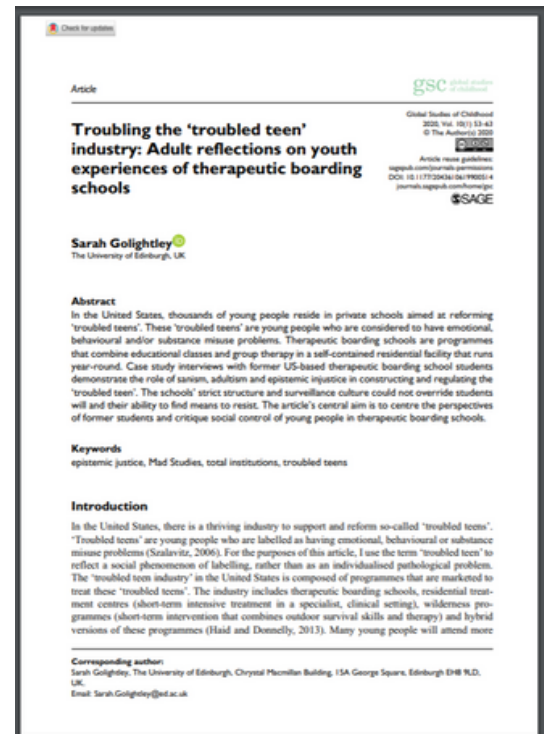 Check for updates
Article
gsc global studies
of childhood
Global Studies of Childhood
2020, Vol. 10(1) 53–63
© The Author(s) 2020
Article reuse guidelines:
sagepub.com/journals-permissions
DOI: 10.1177/2043610619900514
journals.sagepub.com/home/gsc
SAGE
Troubling the ‘troubled teen’
industry: Adult reflections on youth
experiences of therapeutic boarding
schools
Sarah Golightley iD
The University of Edinburgh, UK
Abstract
In the United States, thousands of young people reside in private schools aimed at reforming
‘troubled teens’. These ‘troubled teens’ are young people who are considered to have emotional,
behavioural and/or substance misuse problems. Therapeutic boarding schools are programmes
that combine educational classes and group therapy in a self-contained residential facility that runs
year-round. Case study interviews with former US-based therapeutic boarding school students
demonstrate the role of sanism, adultism and epistemic injustice in constructing and regulating the
‘troubled teen’. The schools’ strict structure and surveillance culture could not override students
will and their ability to find means to resist. The article’s central aim is to centre the perspectives
of former students and critique social control of young people in therapeutic boarding schools.
Keywords
epistemic justice, Mad Studies, total institutions, troubled teens
Introduction
In the United States, there is a thriving industry to support and reform so-called ‘troubled teens’.
‘Troubled teens’ are young people who are labelled as having emotional, behavioural or substance
misuse problems (Szalavitz, 2006). For the purposes of this article, I use the term ‘troubled teen’ to
reflect a social phenomenon of labelling, rather than as an individualised pathological problem.
The ‘troubled teen industry’ in the United States is composed of programmes that are marketed to
treat these ‘troubled teens’. The industry includes therapeutic boarding schools, residential treat-
ment centres (short-term intensive treatment in a specialist, clinical setting), wilderness pro-
grammes (short-term intervention that combines outdoor survival skills and therapy) and hybrid
versions of these programmes (Haid and Donnelly, 2013). Many young people will attend more
Corresponding author:
Sarah Golightley, The University of Edinburgh, Chrystal Macmillan Building, 15A George Square, Edinburgh EH8 9LD,
UK.
Email: Sarah.Golightley@ed.ac.uk